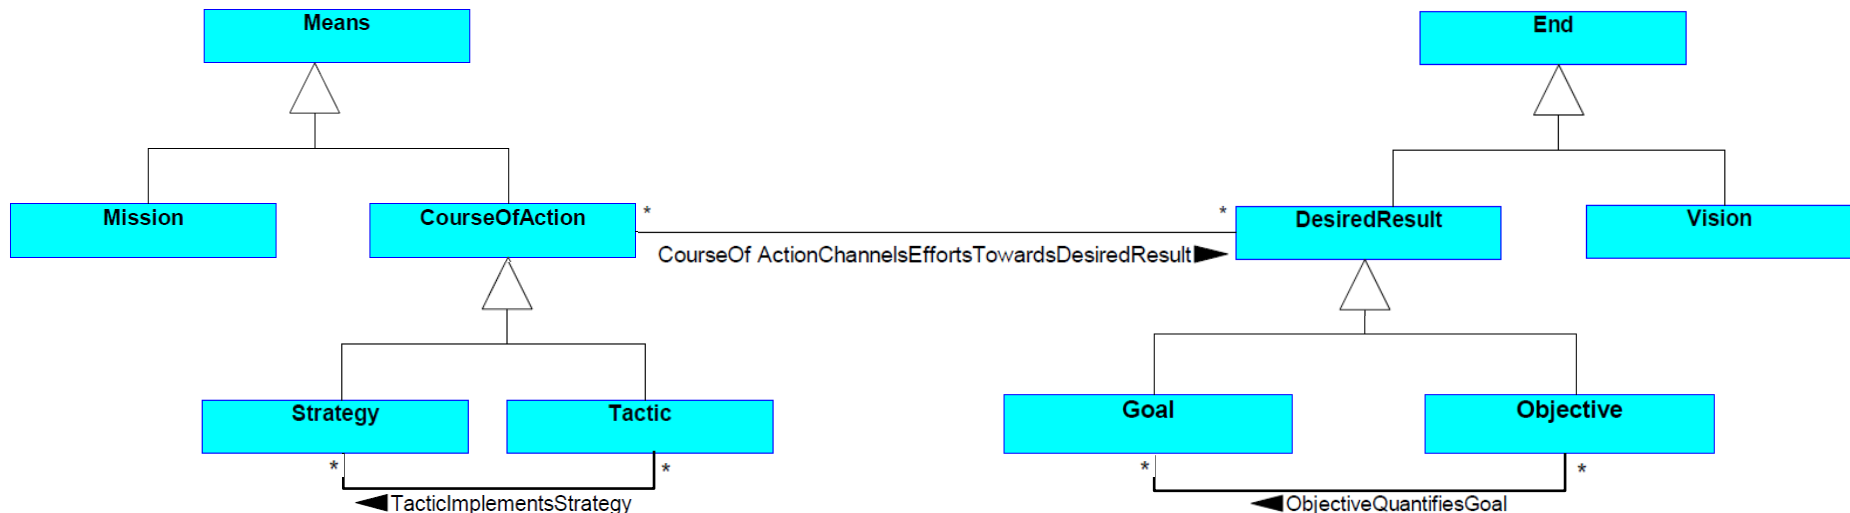 Means
End
Mission
CourseOfAction
*
*
DesiredResult
Vision
CourseOf ActionChannelsEffortsTowardsDesiredResult
Strategy
Tactic
Goal
Objective
*
*
*
*
TacticImplementsStrategy
ObjectiveQuantifiesGoal